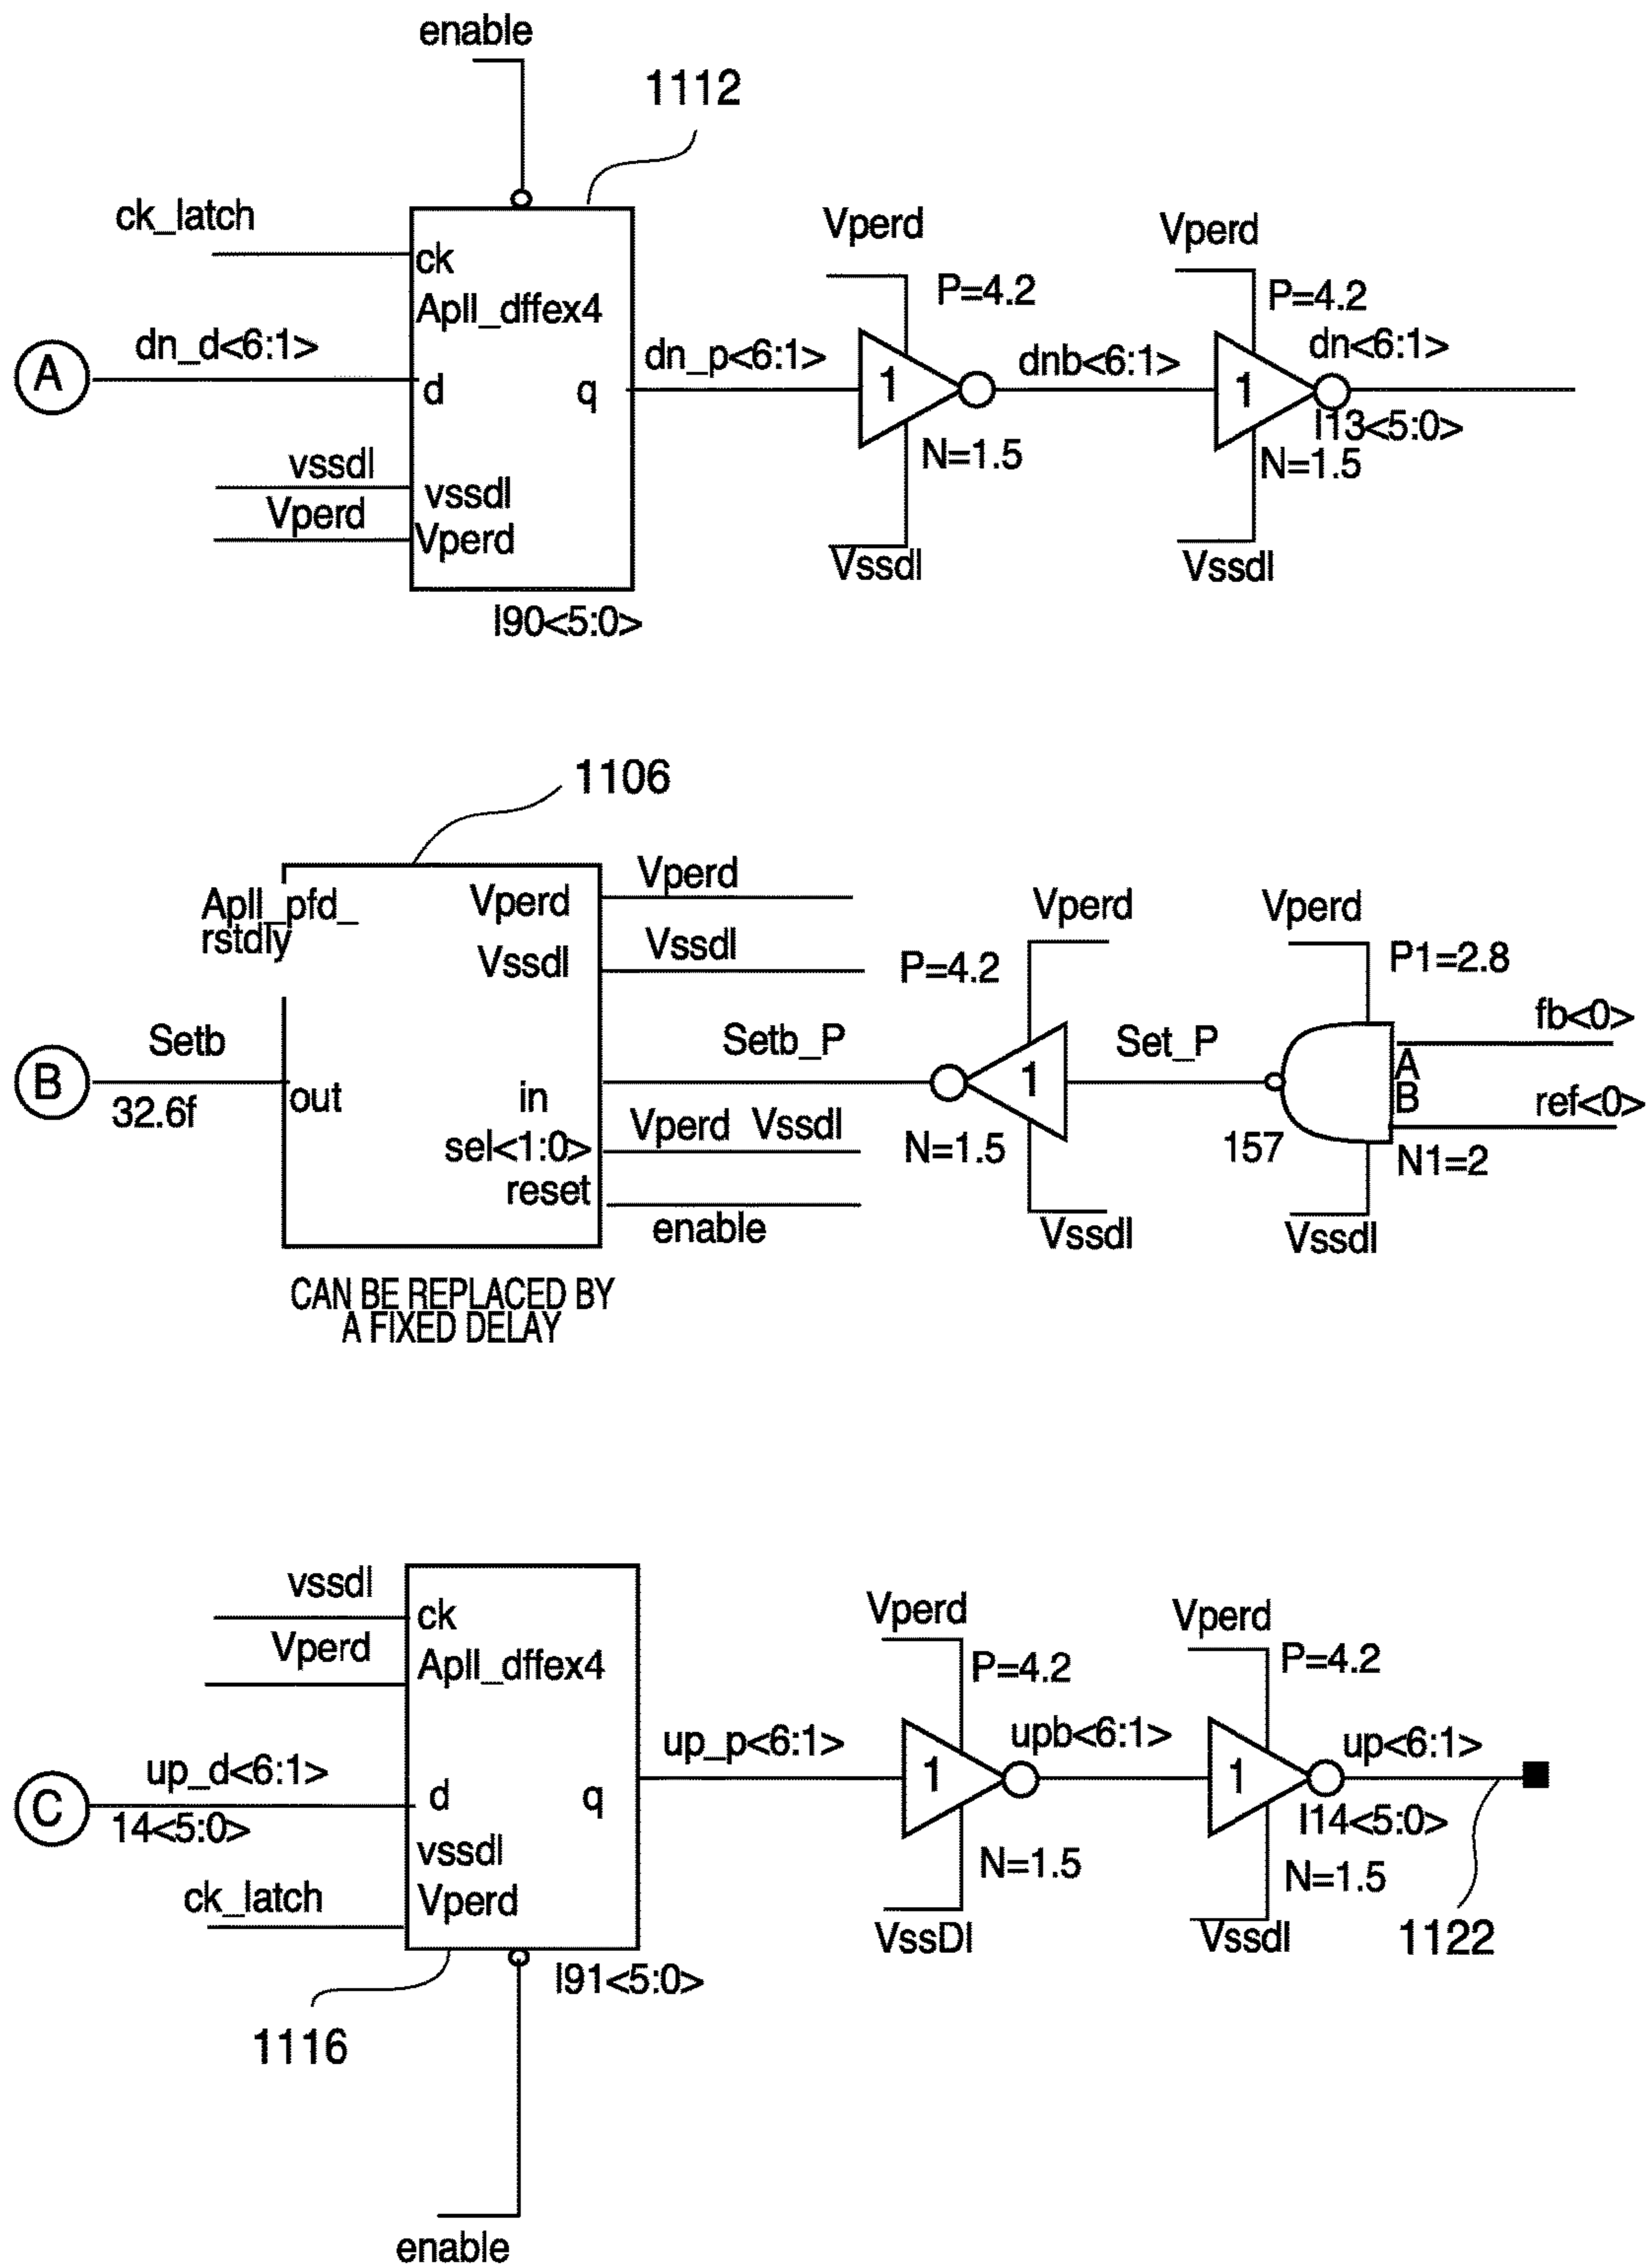 enable
1112
ck_latch
ck
Vperd
Vperd
P=4.2
P=4.2
Apll_dffex4
A
dn_d<6:1>
d
q
dn_p<6:1>
1
dnb<6:1>
1
dn<6:1>
I13<5:0>
N=1.5
N=1.5
vssdl
vssdl
Vperd
Vperd
Vssdl
Vssdl
I90<5:0>
1106
Apll_pfd_
rstdly
Vperd
Vperd
Vssdl
Vssdl
P=4.2
Vperd
Vperd
P1=2.8
fb<0>
B
Setb
32.6f
out
in
Setb_P
1
Set_P
A
B
ref<0>
sel<1:0>
Vperd Vssdl
N=1.5
157
N1=2
reset
enable
Vssdl
Vssdl
CAN BE REPLACED BY
A FIXED DELAY
vssdl
ck
Vperd
Apll_dffex4
Vperd
P=4.2
Vperd
P=4.2
C
up_d<6:1>
14<5:0>
d
q
up_p<6:1>
1
upb<6:1>
1
up<6:1>
I14<5:0>
vssdl
ck_latch
Vperd
N=1.5
N=1.5
VssDl
Vssdl
1122
I91<5:0>
1116
enable